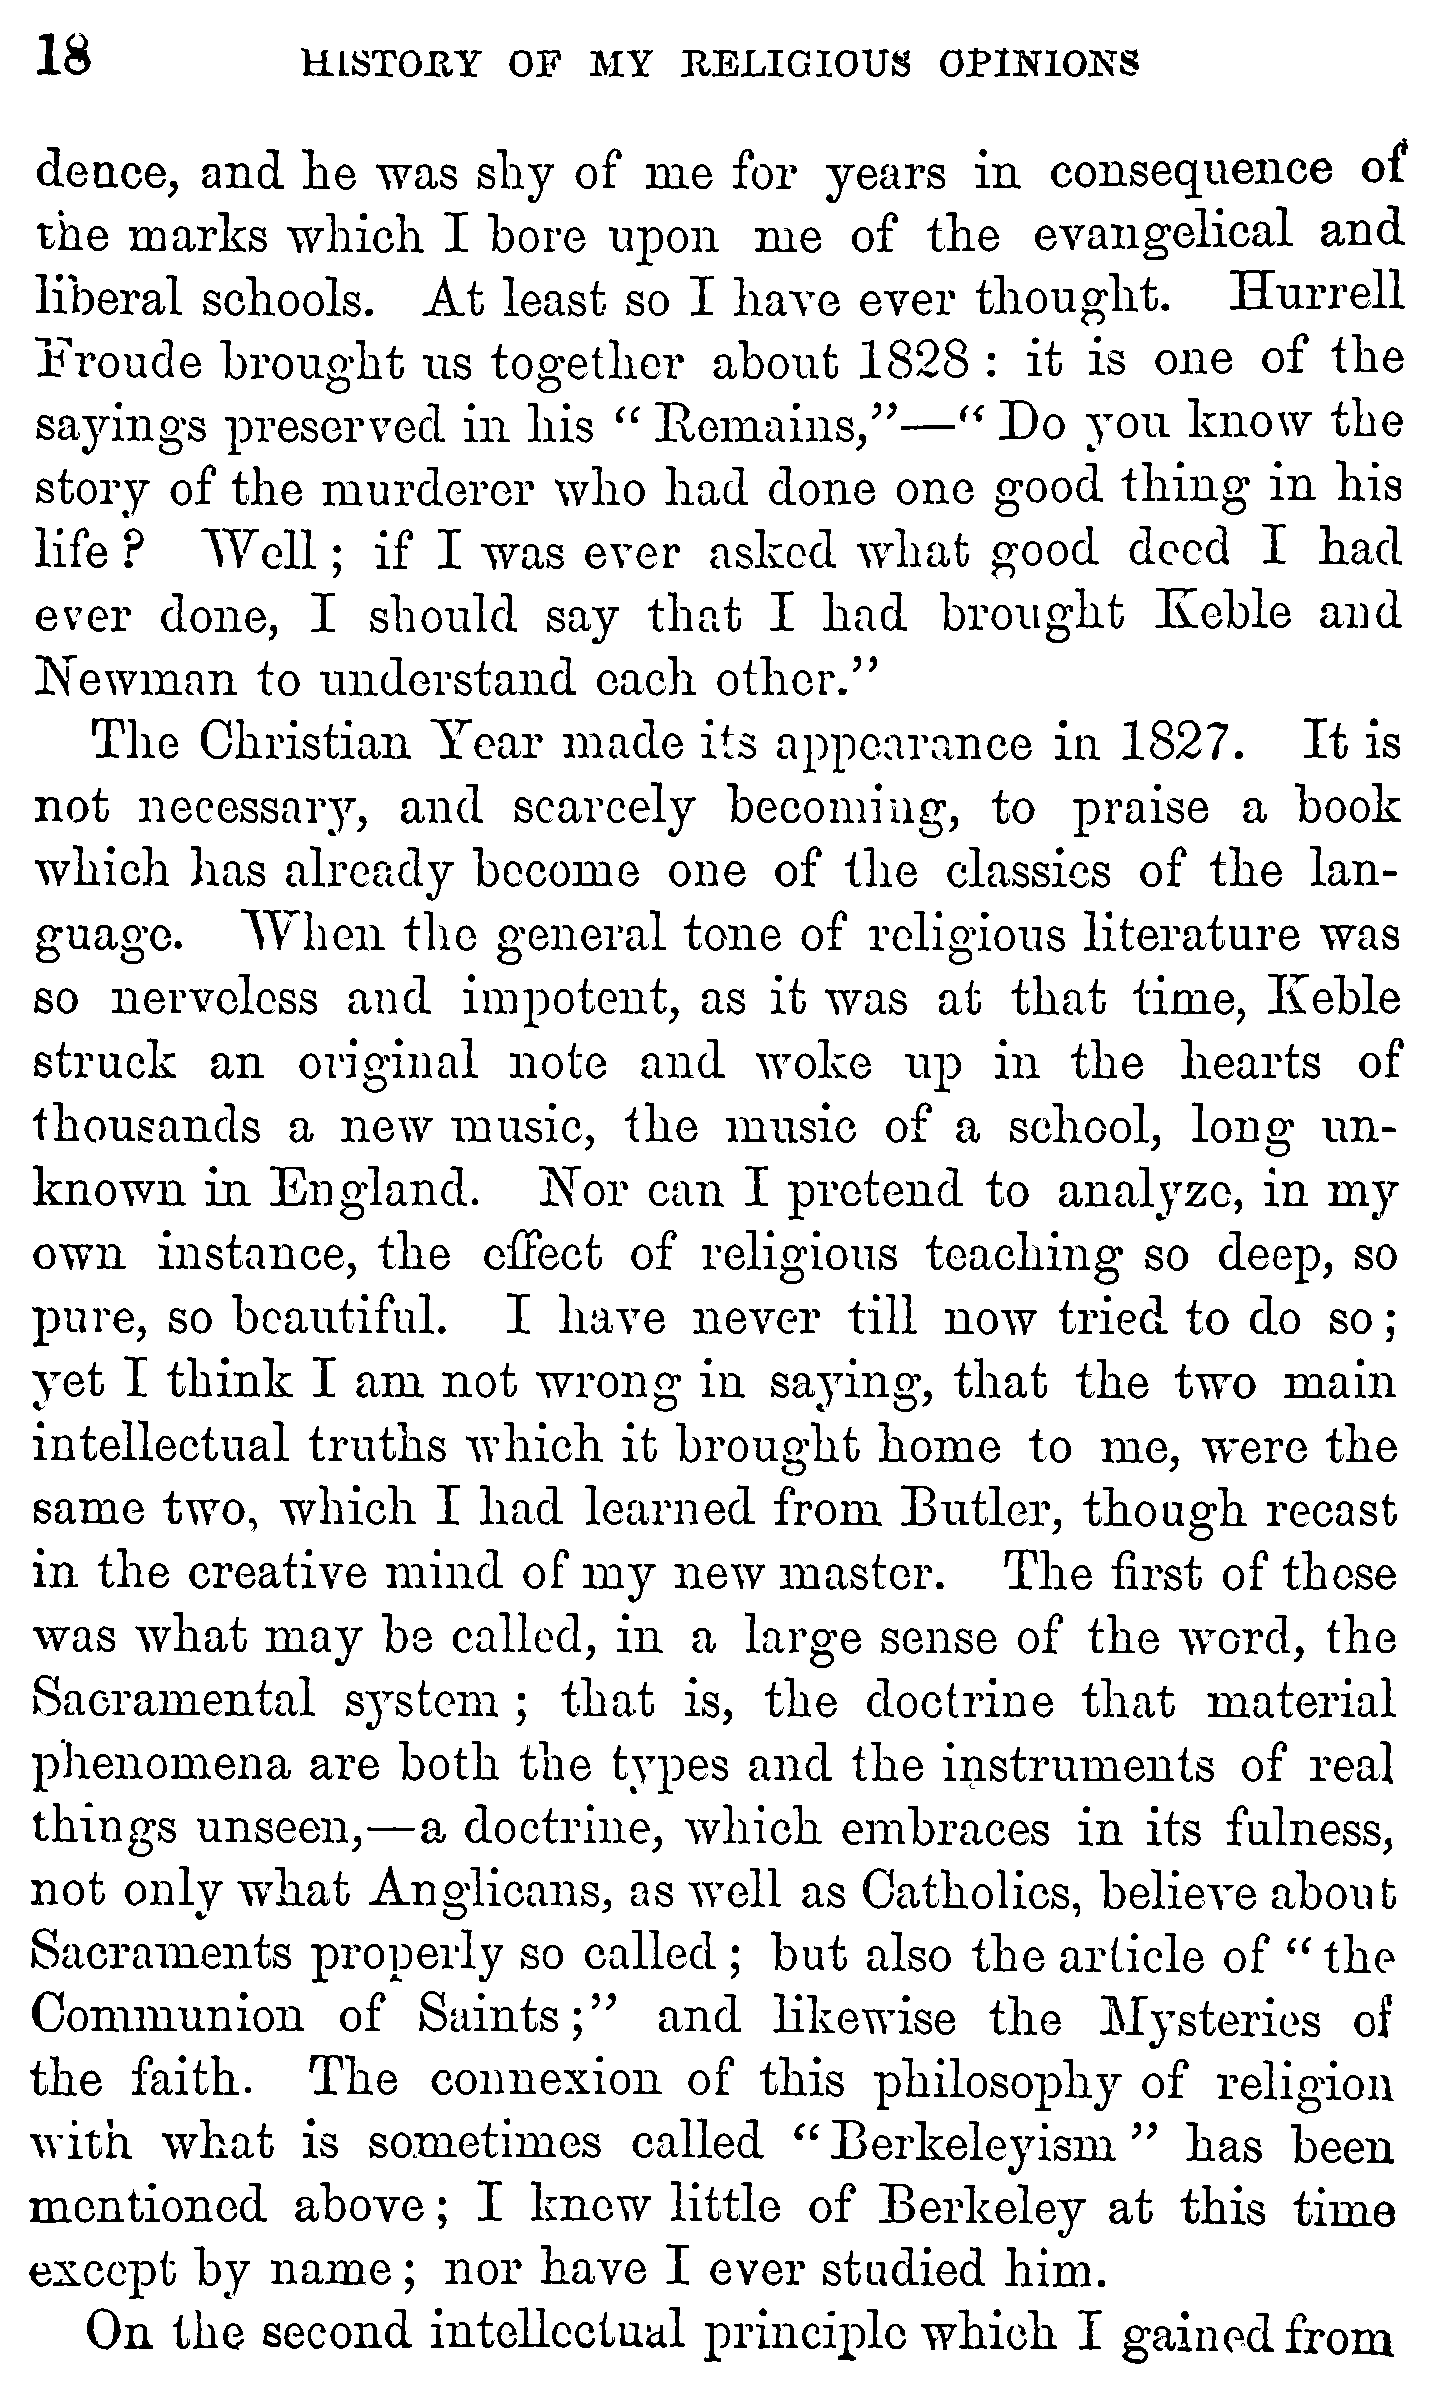 18 HISTORY OF MY RELIGIOUS OPINIONS
dence, and he was shy of me for years in consequence of
the marks which I bore upon me of the evangelical and
liberal schools. At least so I have ever thought. Hurrell
Froude brought us together about 1828 : it is one of the
sayings preserved in his “ Remains,”—“ Do you know the
story of the murderer who had done one good thing in his
life ? Well ; if I was ever asked what good deed I had
ever done, I should say that I had brought Keble and
Newman to understand each other.”
The Christian Year made its appearance in 1827. It is
not necessary, and scarcely becoming, to praise a book
which has already become one of the classics of the lan-
guage. When the general tone of religious literature was
so nerveless and impotent, as it was at that time, Keble
struck an original note and woke up in the hearts of
thousands a new music, the music of a school, long un-
known in England. Nor can I pretend to analyze, in my
own instance, the effect of religious teaching so deep, so
pure, so beautiful. I have never till now tried to do so ;
yet I think I am not wrong in saying, that the two main
intellectual truths which it brought home to me, were the
same two, which I had learned from Butler, though recast
in the creative mind of my new master. The first of these
was what may be called, in a large sense of the word, the
Sacramental system ; that is, the doctrine that material
phenomena are both the types and the instruments of real
things unseen,—a doctrine, which embraces in its fulness,
not only what Anglicans, as well as Catholics, believe about
Sacraments properly so called ; but also the article of “ the
Communion of Saints ;” and likewise the Mysteries of
the faith. The connexion of this philosophy of religion
with what is sometimes called “ Berkeleyism ” has been
mentioned above ; I knew little of Berkeley at this time
except by name ; nor have I ever studied him.
On the second intellectual principle which I gained from